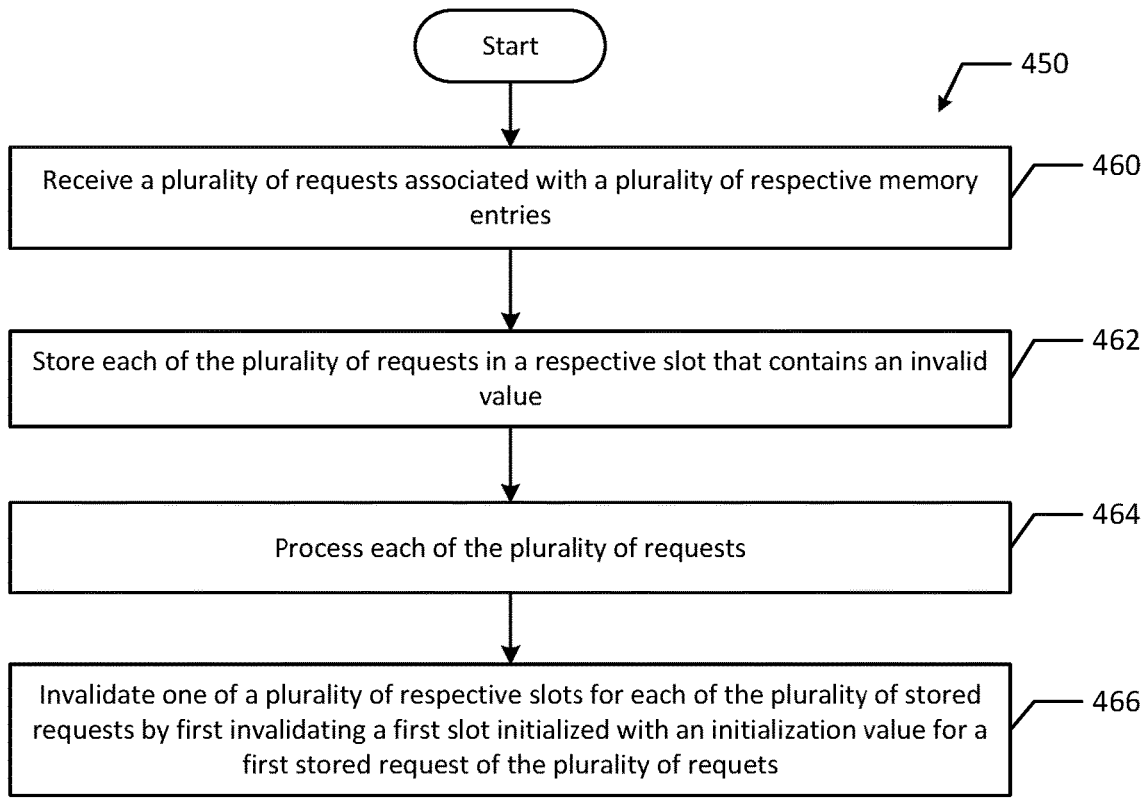 Start
450
Receive a plurality of requests associated with a plurality of respective memory
entries
460
Store each of the plurality of requests in a respective slot that contains an invalid
value
462
Process each of the plurality of requests
464
Invalidate one of a plurality of respective slots for each of the plurality of stored
requests by first invalidating a first slot initialized with an initialization value for a
first stored request of the plurality of requets
466